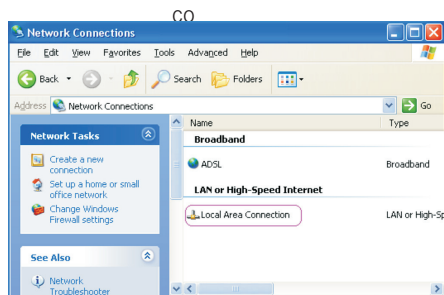 co
Network Connections
File Edit View Favorites Tools Advanced Help
Back Search Folders
Address Network Connections Go
Network Tasks
Create a new
connection
Set up a home or small
office network
Change Windows
Firewall settings
See Also
Network
Troubleshooter
Name Type
Broadband
ADSL Broadband
LAN or High-Speed Internet
Local Area Connection LAN or High-Sp